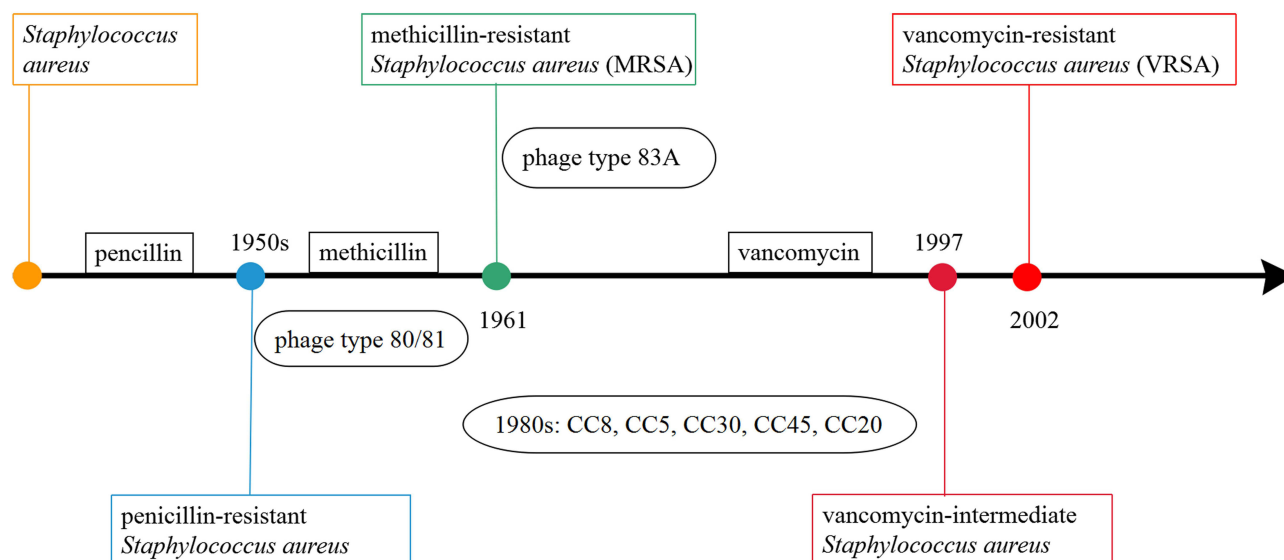 Staphylococcus
aureus
methicillin-resistant
Staphylococcus aureus (MRSA)
vancomycin-resistant
Staphylococcus aureus (VRSA)
phage type 83A
pencillin
1950s
methicillin
vancomycin
1997
phage type 80/81
1961
2002
1980s: CC8, CC5, CC30, CC45, CC20
penicillin-resistant
Staphylococcus aureus
vancomycin-intermediate
Staphylococcus aureus